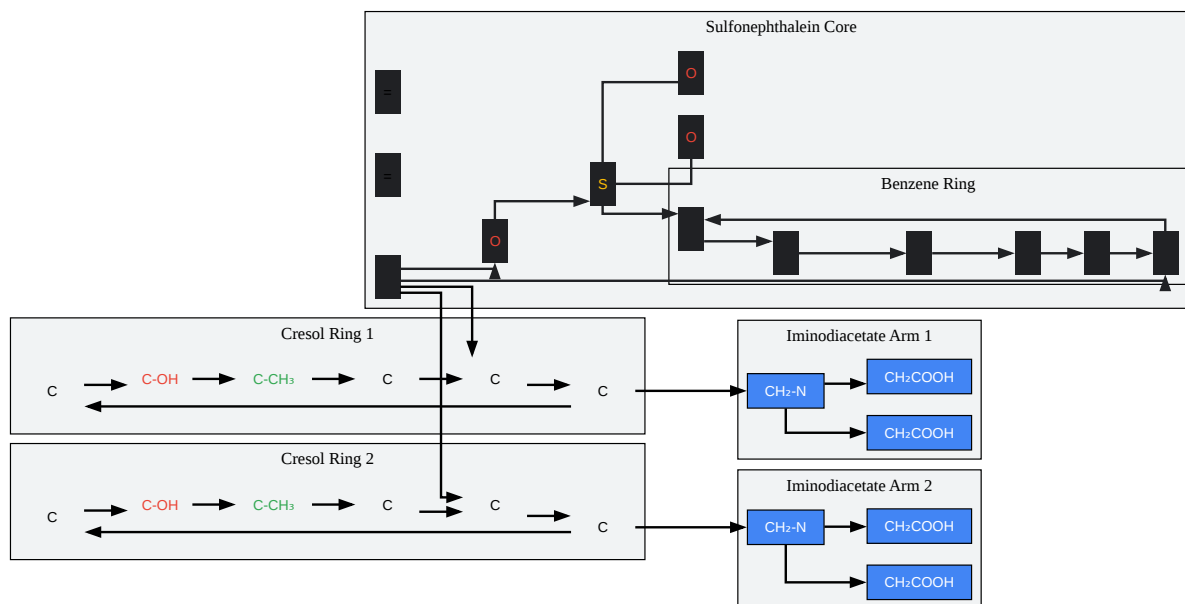 Sulfonephthalein Core
O
=
O
=
S
Benzene Ring
O
Cresol Ring 1
C
C-OH
C-CH₃
C
C
C
Iminodiacetate Arm 1
CH₂-N
CH₂COOH
CH₂COOH
Cresol Ring 2
C
C-OH
C-CH₃
C
C
C
Iminodiacetate Arm 2
CH₂-N
CH₂COOH
CH₂COOH